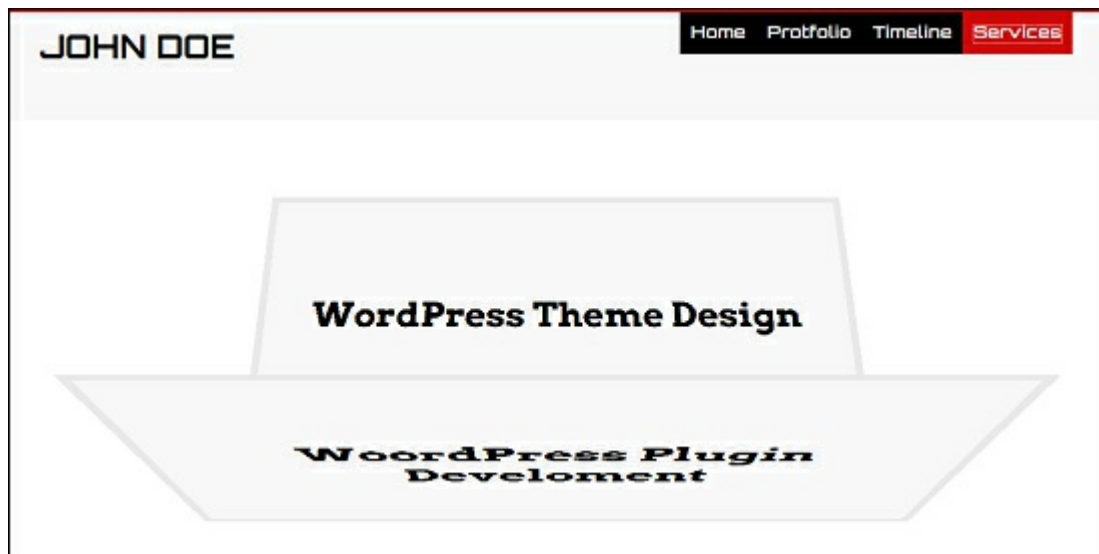 JOHN DOE
Home Protfolio Timeline Services
WordPress Theme Design
WoordPress Plugin
Develoment